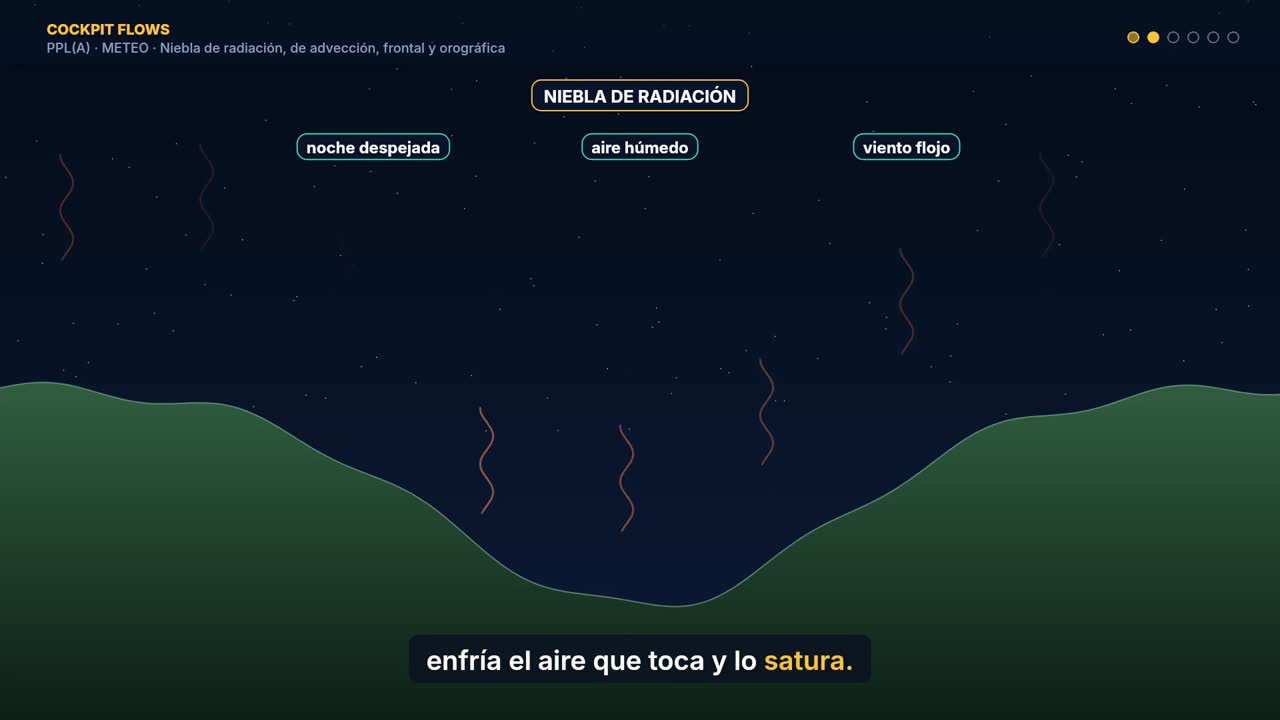 COCKPIT FLOWS
PPL(A) · METEO · Niebla de radiación, de advección, frontal y orográfica
NIEBLA DE RADIACIÓN
noche despejada
aire húmedo
viento flojo
enfría el aire que toca y lo satura.